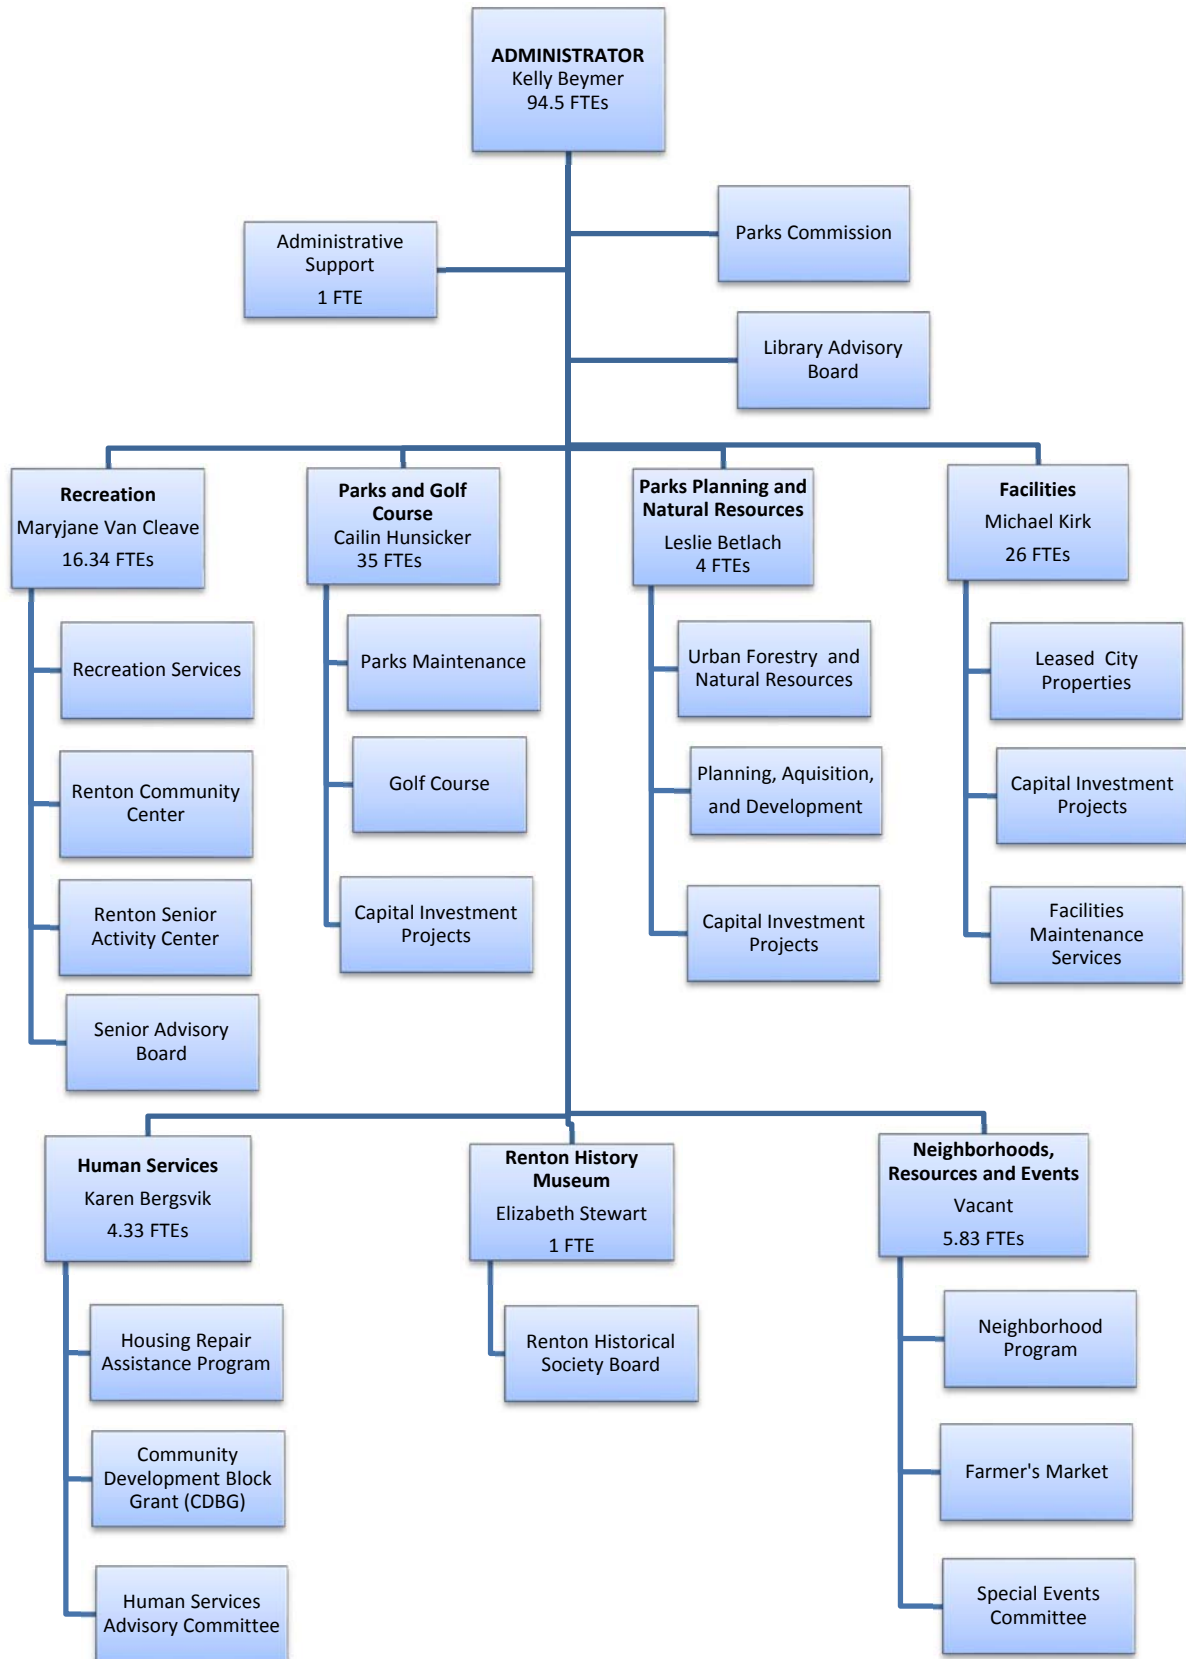 ADMINISTRATOR
Kelly Beymer
94.5 FTEs
Administrative
Support
1 FTE
Parks Commission
Library Advisory
Board
Recreation
Maryjane Van Cleave
16.34 FTEs
Recreation Services
Renton Community
Center
Renton Senior
Activity Center
Senior Advisory
Board
Parks and Golf
Course
Cailin Hunsicker
35 FTEs
Parks Maintenance
Golf Course
Capital Investment
Projects
Parks Planning and
Natural Resources
Leslie Betlach
4 FTEs
Urban Forestry and
Natural Resources
Planning, Aquisition,
and Development
Capital Investment
Projects
Facilities
Michael Kirk
26 FTEs
Leased City
Properties
Capital Investment
Projects
Facilities
Maintenance
Services
Human Services
Karen Bergsvik
4.33 FTEs
Housing Repair
Assistance Program
Community
Development Block
Grant (CDBG)
Human Services
Advisory Committee
Renton History
Museum
Elizabeth Stewart
1 FTE
Renton Historical
Society Board
Neighborhoods,
Resources and Events
Vacant
5.83 FTEs
Neighborhood
Program
Farmer's Market
Special Events
Committee